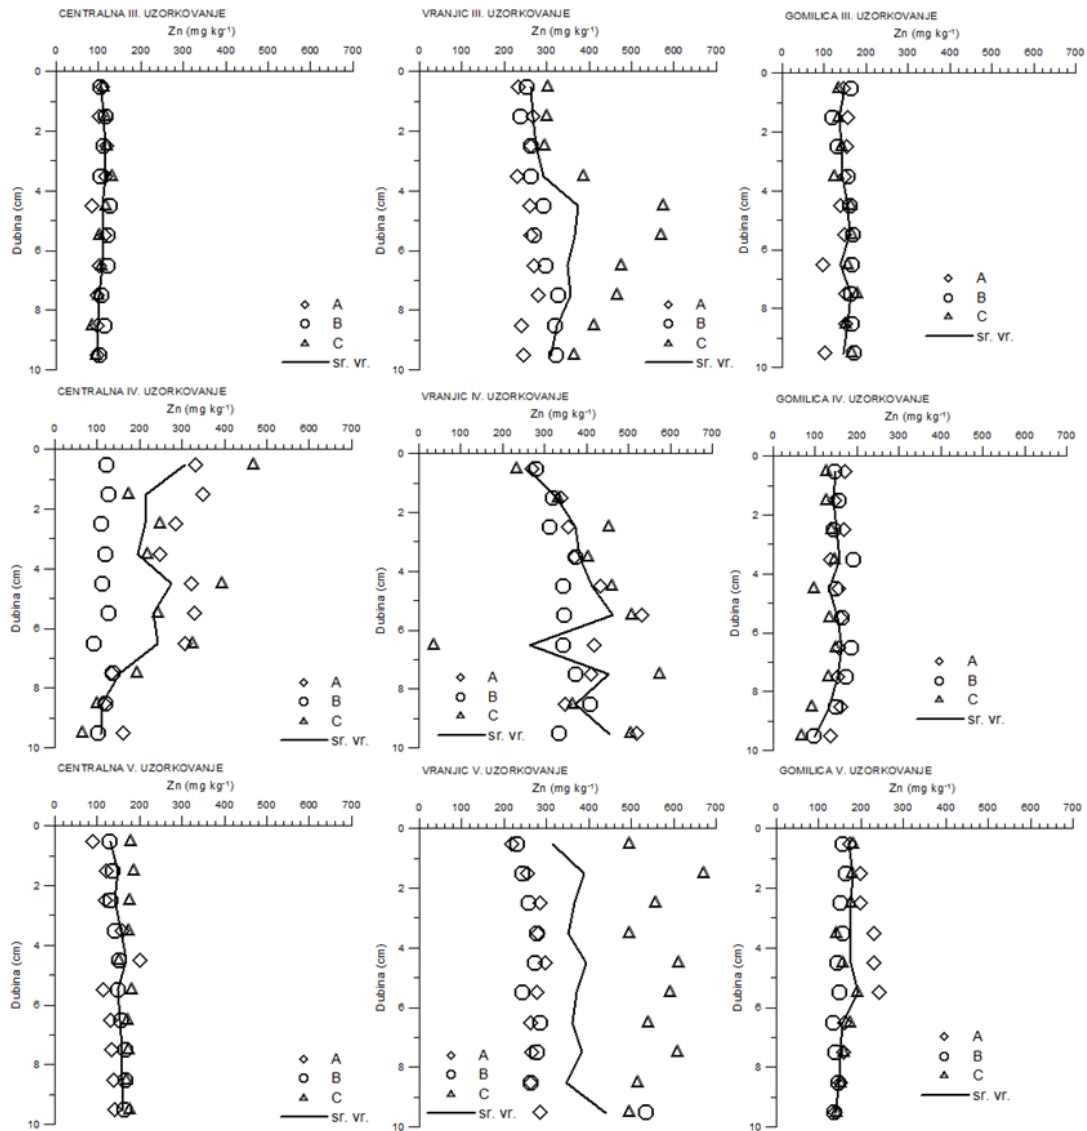 CENTRALNA III. UZORKOVANJE
Zn (mg kg⁻¹)
0 100 200 300 400 500 600 700
0
2
4
6
8
10
Dubina (cm)
A
B
C
sr. vr.
VRANJIC III. UZORKOVANJE
Zn (mg kg⁻¹)
0 100 200 300 400 500 600 700
0
2
4
6
8
10
Dubina (cm)
A
B
C
sr. vr.
GOMILICA III. UZORKOVANJE
Zn (mg kg⁻¹)
0 100 200 300 400 500 600 700
0
2
4
6
8
10
Dubina (cm)
A
B
C
sr. vr.
CENTRALNA IV. UZORKOVANJE
Zn (mg kg⁻¹)
0 100 200 300 400 500 600 700
0
2
4
6
8
10
Dubina (cm)
A
B
C
sr. vr.
VRANJIC IV. UZORKOVANJE
Zn (mg kg⁻¹)
0 100 200 300 400 500 600 700
0
2
4
6
8
10
Dubina (cm)
A
B
C
sr. vr.
GOMILICA IV. UZORKOVANJE
Zn (mg kg⁻¹)
0 100 200 300 400 500 600 700
0
2
4
6
8
10
Dubina (cm)
A
B
C
sr. vr.
CENTRALNA V. UZORKOVANJE
Zn (mg kg⁻¹)
0 100 200 300 400 500 600 700
0
2
4
6
8
10
Dubina (cm)
A
B
C
sr. vr.
VRANJIC V. UZORKOVANJE
Zn (mg kg⁻¹)
0 100 200 300 400 500 600 700
0
2
4
6
8
10
Dubina (cm)
A
B
C
sr. vr.
GOMILICA V. UZORKOVANJE
Zn (mg kg⁻¹)
0 100 200 300 400 500 600 700
0
2
4
6
8
10
Dubina (cm)
A
B
C
sr. vr.